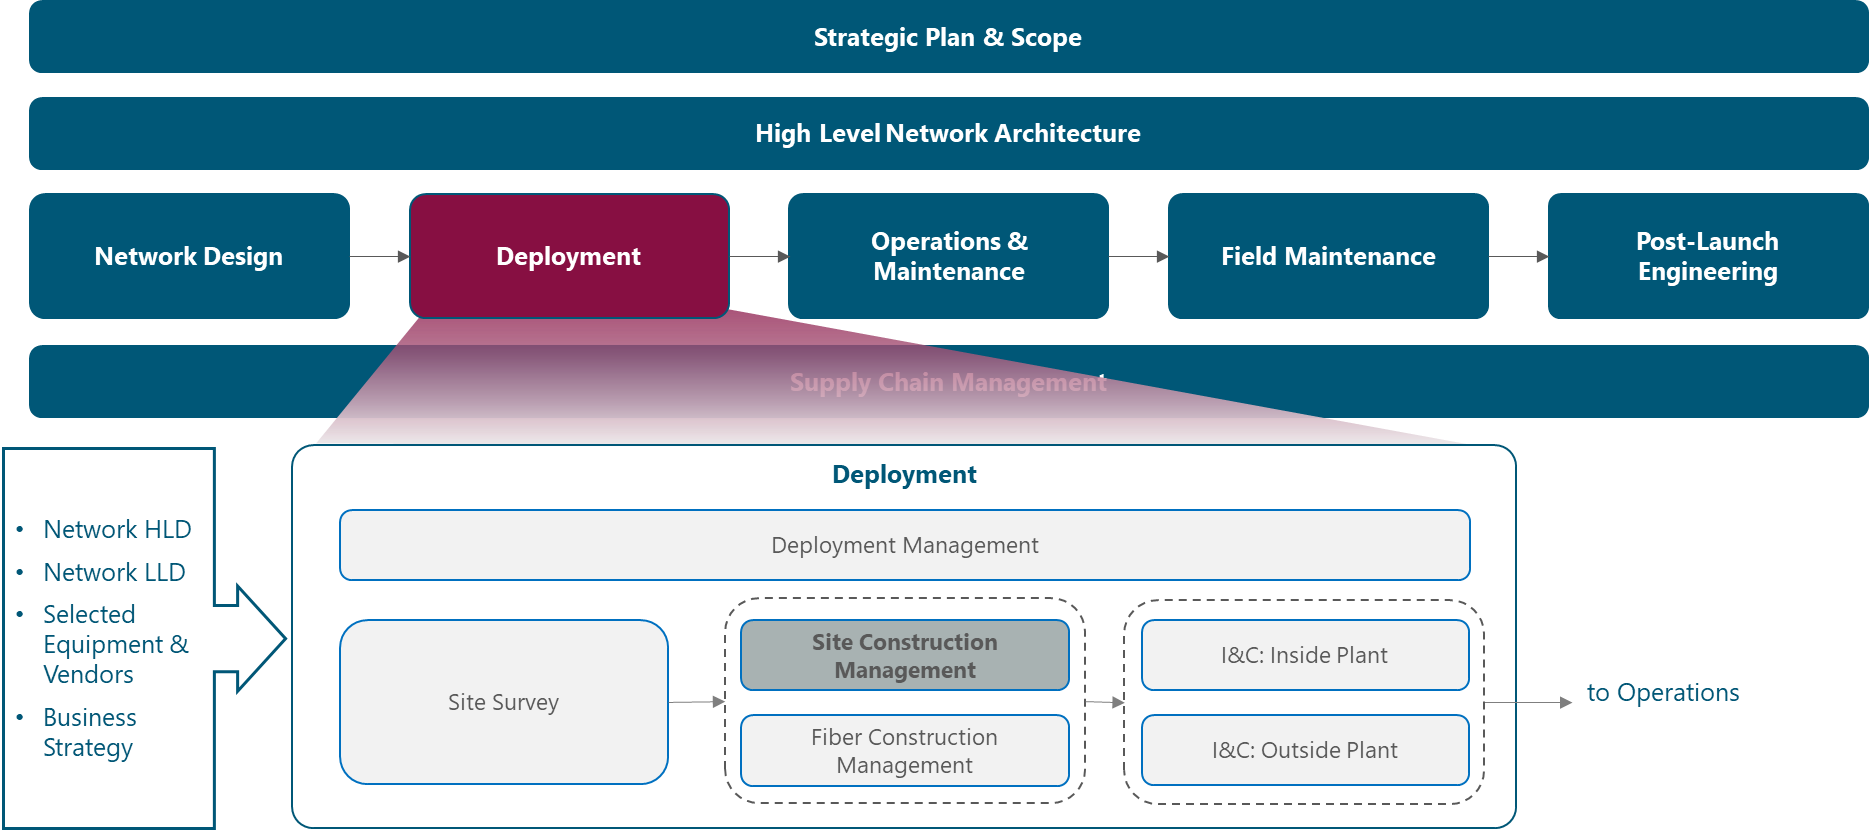 Strategic Plan & Scope
High Level Network Architecture
Network Design
Deployment
Operations &
Maintenance
Field Maintenance
Post-Launch
Engineering
Supply Chain Management
• Network HLD
• Network LLD
• Selected
Equipment &
Vendors
• Business
Strategy
Deployment
Deployment Management
Site Survey
Site Construction
Management
Fiber Construction
Management
I&C: Inside Plant
I&C: Outside Plant
to Operations